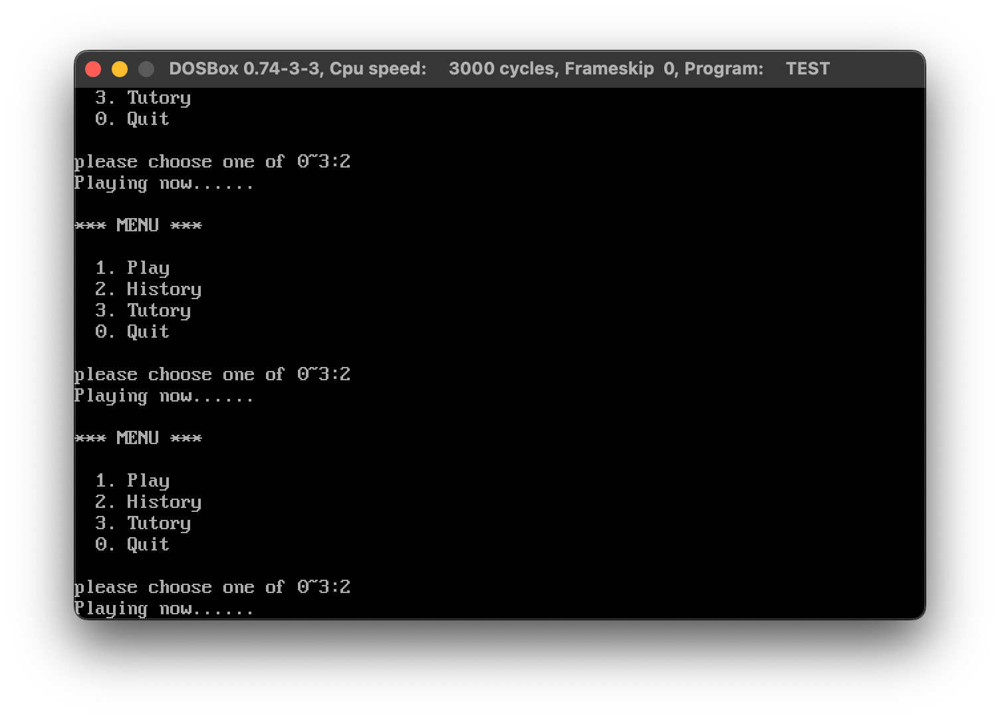 DOSBox 0.74-3-3, Cpu speed: 3000 cycles, Frameskip 0, Program: TEST
3. Tutory
0. Quit
please choose one of 0~3:2
Playing now......
*** MENU ***
1. Play
2. History
3. Tutory
0. Quit
please choose one of 0~3:2
Playing now......
*** MENU ***
1. Play
2. History
3. Tutory
0. Quit
please choose one of 0~3:2
Playing now......